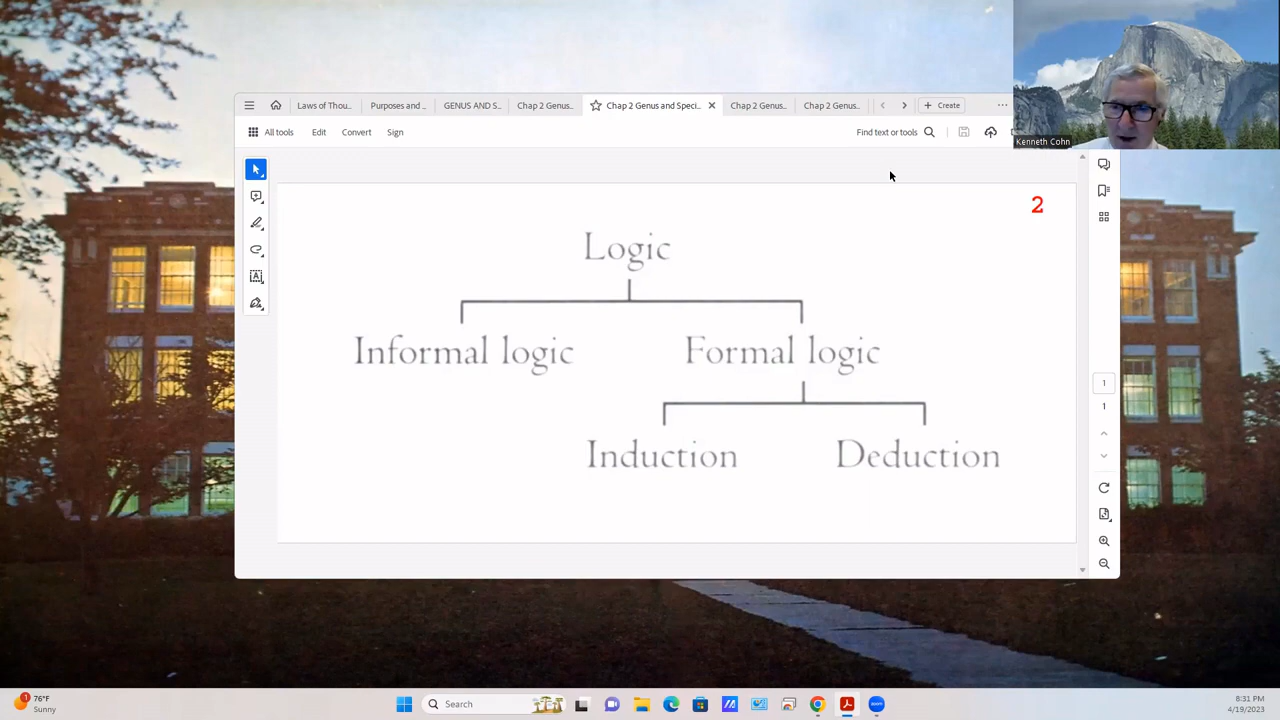 Laws of Thou...
Purposes and ...
GENUS AND S...
Chap 2 Genus...
Chap 2 Genus and Speci...
Chap 2 Genus...
Chap 2 Genus...
Create
All tools
Edit
Convert
Sign
Find text or tools
Kenneth Cohn
2
Logic
Informal logic
Formal logic
Induction
Deduction
1
1
1
76°F
Sunny
Search
zoom
8:31 PM
4/19/2023